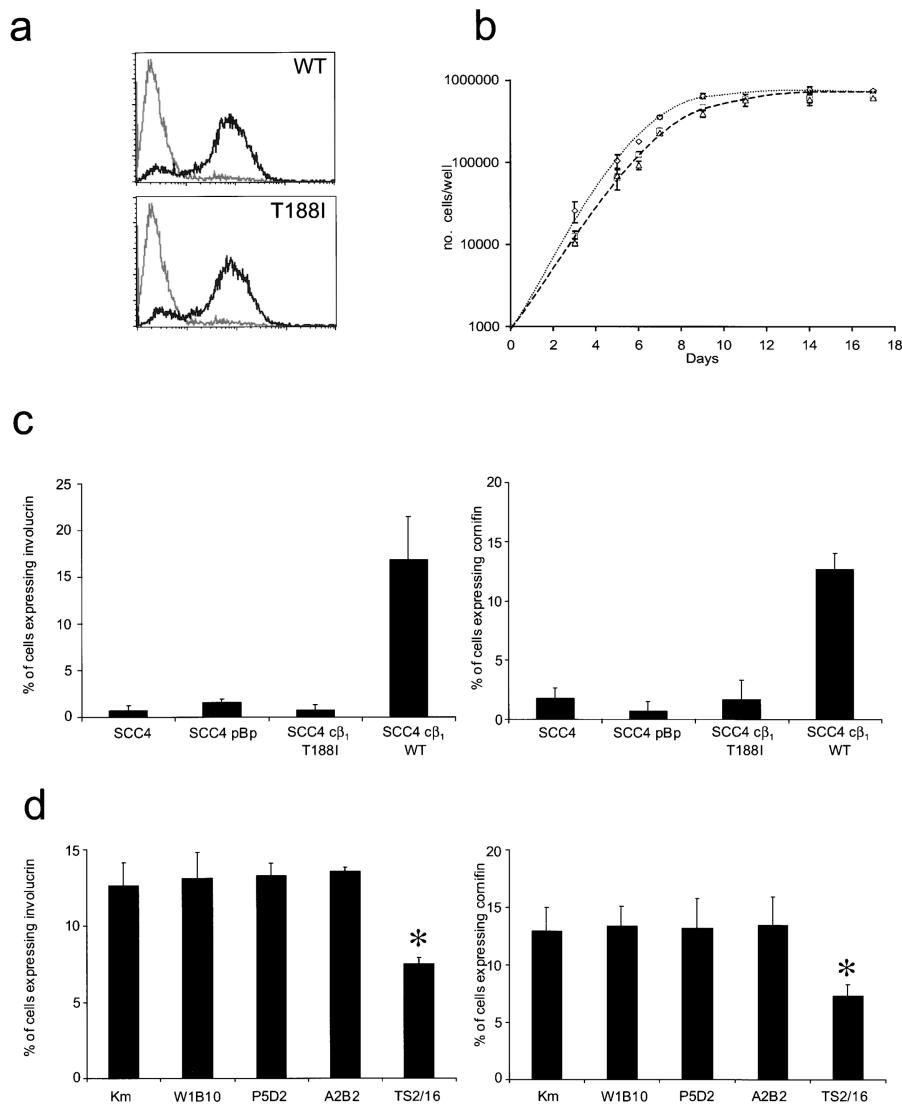 a
WT
T188I
b
1000000
100000
10000
1000
no. cells/well
0 2 4 6 8 10 12 14 16 18
Days
c
25
20
15
10
5
0
% of cells expressing involucrin
SCC4 SCC4 pBp SCC4 cβ1 SCC4 cβ1
T188I WT
20
15
10
5
0
% of cells expressing cornifin
SCC4 SCC4 pBp SCC4 cβ1 SCC4 cβ1
T188I WT
d
15
10
5
0
% of cells expressing involucrin
*
Km W1B10 P5D2 A2B2 TS2/16
20
15
10
5
0
% of cells expressing cornifin
*
Km W1B10 P5D2 A2B2 TS2/16